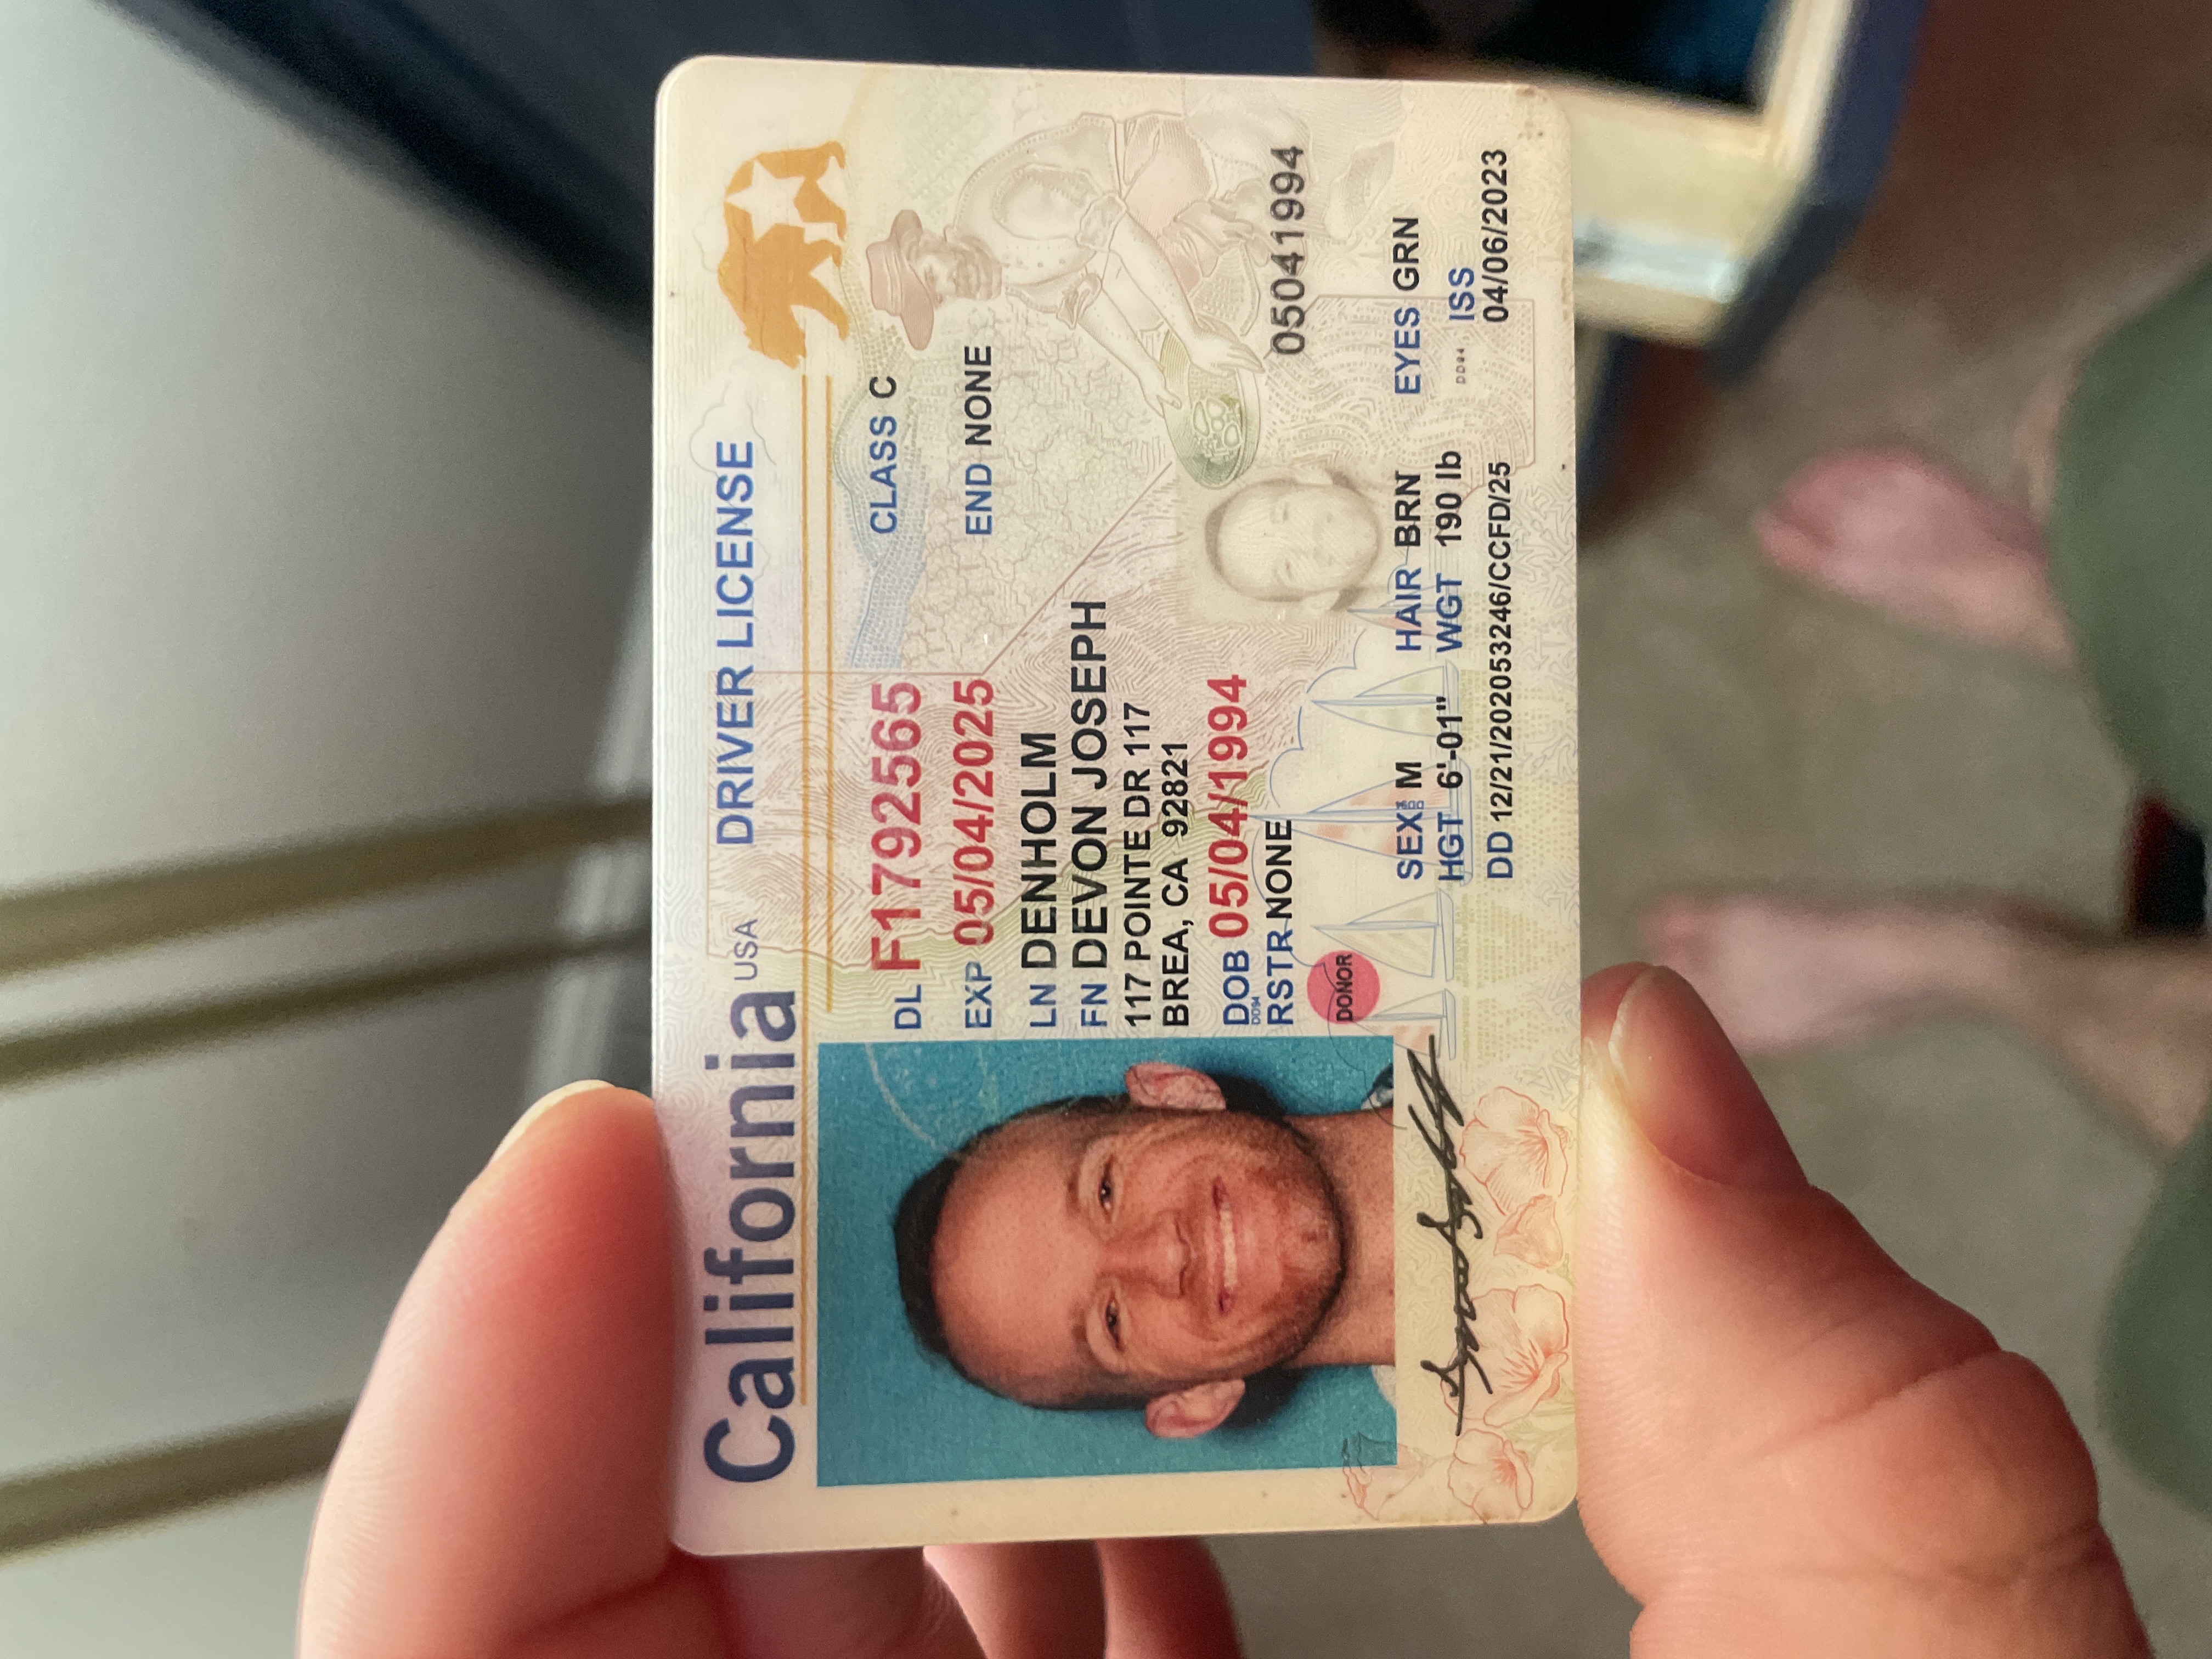 California USA DRIVER LICENSE
DL F1792565 CLASS C
EXP 05/04/2025 END NONE
LN DENHOLM
FN DEVON JOSEPH
117 POINTE DR 117
BREA, CA 92821
DOB 05/04/1994
DD94
RSTR NONE
05041994
DONOR
SEX M HAIR BRN EYES GRN
HGT 6'-01" WGT 190 lb
ISS
DD 12/21/202053246/CCFD/25
04/06/2023